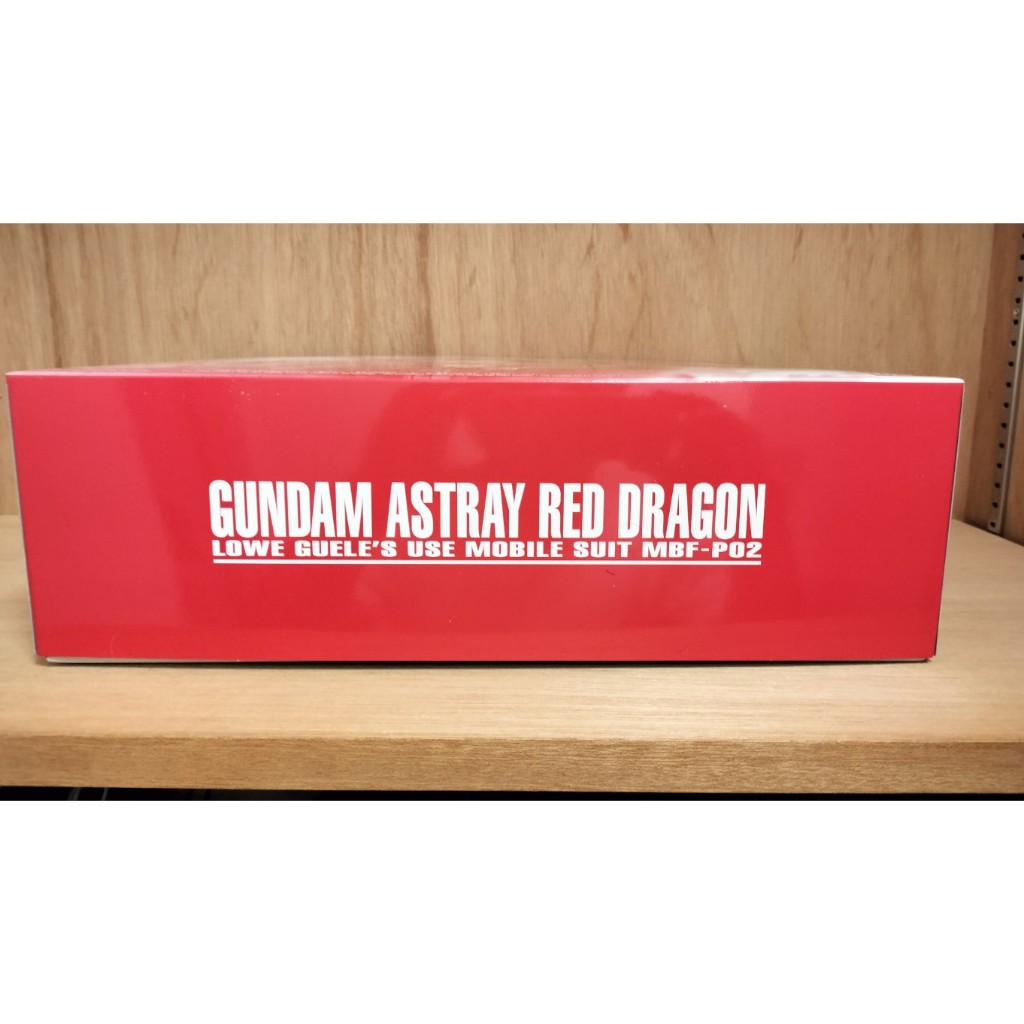 GUNDAM ASTRAY RED DRAGON
LOWE GUELE'S USE MOBILE SUIT MBF-P02